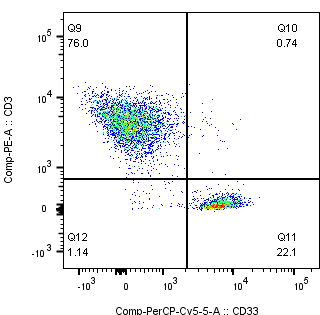 Q9
76.0
Q10
0.74
10^5
10^4
10^3
0
-10^3
Q12
1.14
Q11
22.1
-10^3
0
10^3
10^4
10^5
Comp-PE-A :: CD3
Comp-PerCP-Cy5-5-A :: CD33